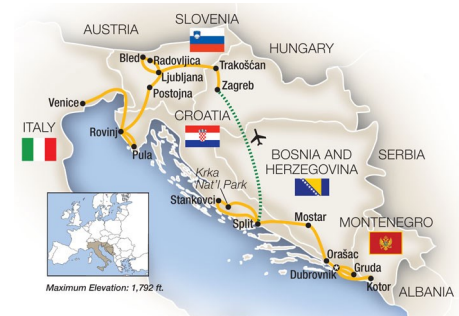 AUSTRIA
SLOVENIA
HUNGARY
Bled
Radovljica
Ljubljana
Trakošćan
Zagreb
Postojna
Venice
CROATIA
ITALY
Rovinj
Pula
BOSNIA AND
HERZEGOVINA
SERBIA
Krka
Nat'l Park
Stankovci
Split
Mostar
MONTENEGRO
Orašac
Dubrovnik
Gruda
Kotor
ALBANIA
Maximum Elevation: 1,792 ft.